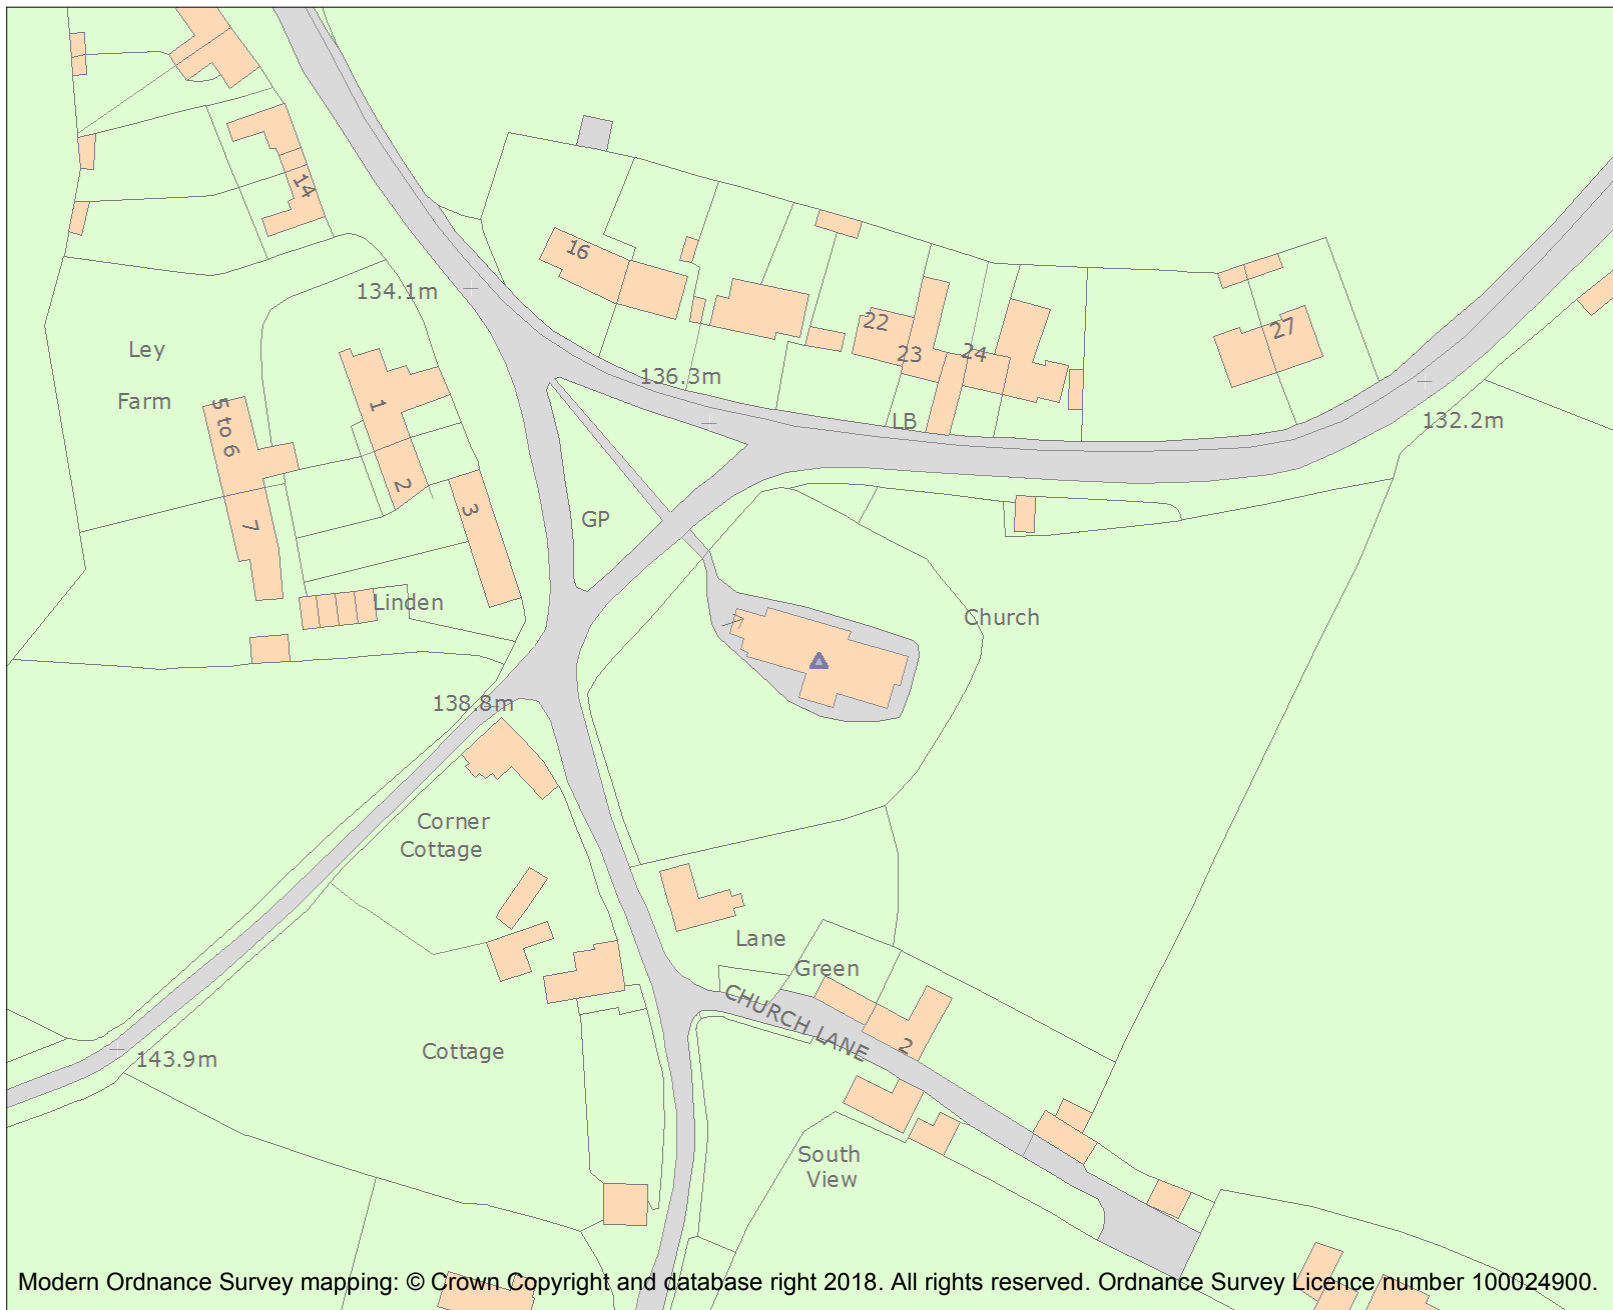 14
16
134.1m
Ley
Farm
136.3m
22
23
24
27
LB
132.2m
1
5 to 6
2
3
7
GP
Linden
Church
138.8m
Corner
Cottage
Lane
Green
CHURCH LANE
2
Cottage
143.9m
South
View
Modern Ordnance Survey mapping: © Crown Copyright and database right 2018. All rights reserved. Ordnance Survey Licence number 100024900.